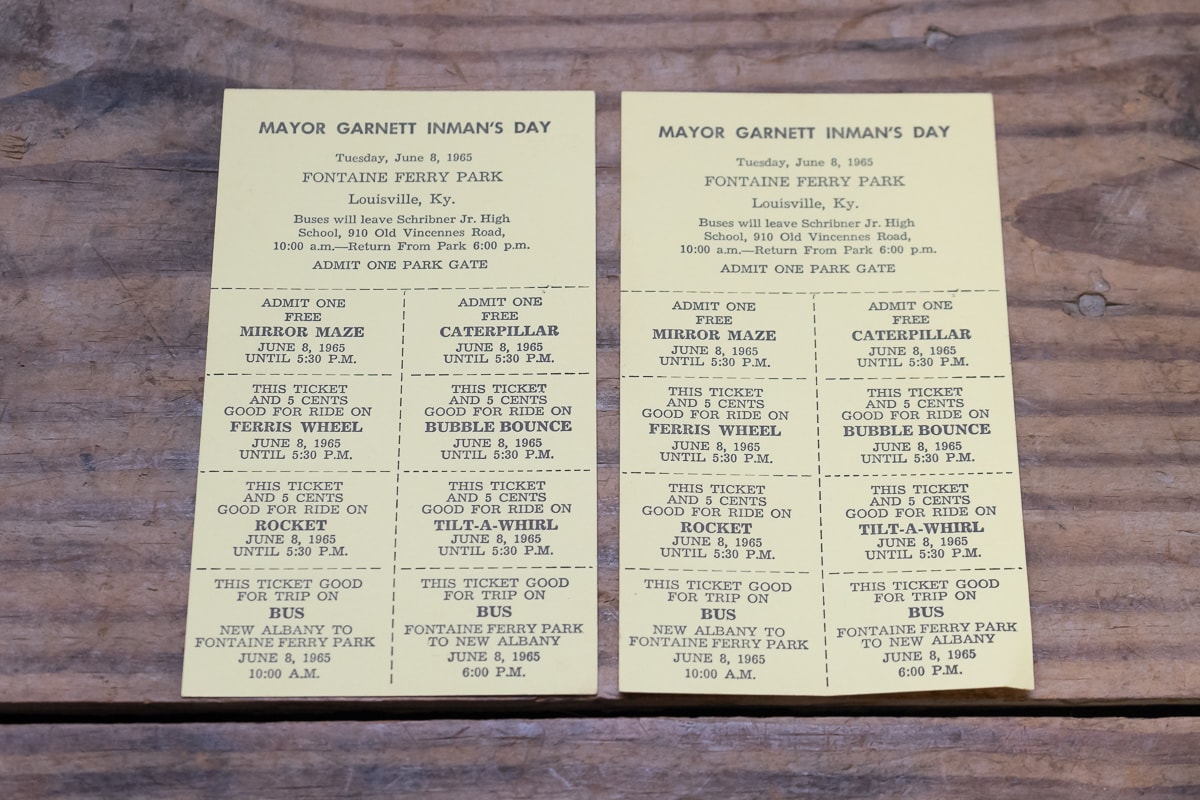 MAYOR GARNETT INMAN'S DAY
Tuesday, June 8, 1965
FONTAINE FERRY PARK
Louisville, Ky.
Buses will leave Scribner Jr. High
School, 910 Old Vincennes Road,
10:00 a.m.—Return From Park 6:00 p.m.
ADMIT ONE PARK GATE
ADMIT ONE
FREE
MIRROR MAZE
JUNE 8, 1965
UNTIL 5:30 P.M.
ADMIT ONE
FREE
CATERPILLAR
JUNE 8, 1965
UNTIL 5:30 P.M.
THIS TICKET
AND 5 CENTS
GOOD FOR RIDE ON
FERRIS WHEEL
JUNE 8, 1965
UNTIL 5:30 P.M.
THIS TICKET
AND 5 CENTS
GOOD FOR RIDE ON
BUBBLE BOUNCE
JUNE 8, 1965
UNTIL 5:30 P.M.
THIS TICKET
AND 5 CENTS
GOOD FOR RIDE ON
ROCKET
JUNE 8, 1965
UNTIL 5:30 P.M.
THIS TICKET
AND 5 CENTS
GOOD FOR RIDE ON
TILT-A-WHIRL
JUNE 8, 1965
UNTIL 5:30 P.M.
THIS TICKET GOOD
FOR TRIP ON
BUS
NEW ALBANY TO
FONTAINE FERRY PARK
JUNE 8, 1965
10:00 A.M.
THIS TICKET GOOD
FOR TRIP ON
BUS
FONTAINE FERRY PARK
TO NEW ALBANY
JUNE 8, 1965
6:00 P.M.
MAYOR GARNETT INMAN'S DAY
Tuesday, June 8, 1965
FONTAINE FERRY PARK
Louisville, Ky.
Buses will leave Scribner Jr. High
School, 910 Old Vincennes Road,
10:00 a.m.—Return From Park 6:00 p.m.
ADMIT ONE PARK GATE
ADMIT ONE
FREE
MIRROR MAZE
JUNE 8, 1965
UNTIL 5:30 P.M.
ADMIT ONE
FREE
CATERPILLAR
JUNE 8, 1965
UNTIL 5:30 P.M.
THIS TICKET
AND 5 CENTS
GOOD FOR RIDE ON
FERRIS WHEEL
JUNE 8, 1965
UNTIL 5:30 P.M.
THIS TICKET
AND 5 CENTS
GOOD FOR RIDE ON
BUBBLE BOUNCE
JUNE 8, 1965
UNTIL 5:30 P.M.
THIS TICKET
AND 5 CENTS
GOOD FOR RIDE ON
ROCKET
JUNE 8, 1965
UNTIL 5:30 P.M.
THIS TICKET
AND 5 CENTS
GOOD FOR RIDE ON
TILT-A-WHIRL
JUNE 8, 1965
UNTIL 5:30 P.M.
THIS TICKET GOOD
FOR TRIP ON
BUS
NEW ALBANY TO
FONTAINE FERRY PARK
JUNE 8, 1965
10:00 A.M.
THIS TICKET GOOD
FOR TRIP ON
BUS
FONTAINE FERRY PARK
TO NEW ALBANY
JUNE 8, 1965
6:00 P.M.